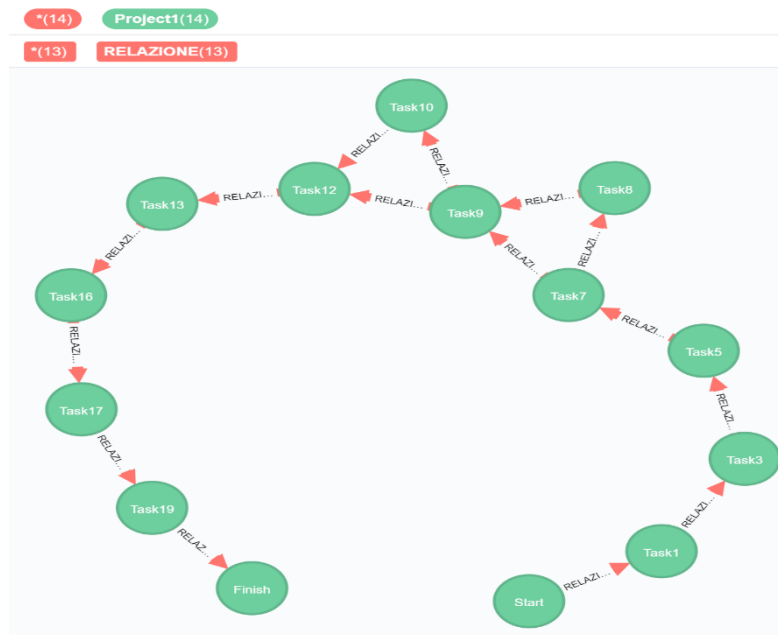 *(14) Project1(14)
*(13) RELAZIONE(13)
Task10
RELAZI...
RELAZI...
Task12
Task8
RELAZI...
RELAZI...
Task13
RELAZI...
Task9
RELAZI...
RELAZI...
RELAZI...
Task16
Task7
RELAZI...
RELAZI...
Task5
Task17
RELAZI...
RELAZI...
Task3
Task19
RELAZI...
RELAZ...
Task1
RELAZI...
Finish
Start